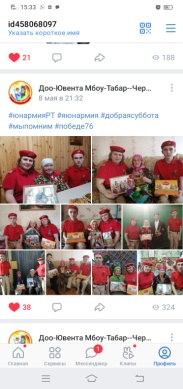 15:33
id458068097
Указать короткое имя
21
188
Доо-Ювента Мбоу-Табар--Чер...
8 мая в 21:32
#юнармияРТ #юнармия #добраясуббота
#мыпомним #победе76
38
324
Доо-Ювента Мбоу-Табар--Чер...
1
Главная Сервисы Мессенджер Клипы Профиль